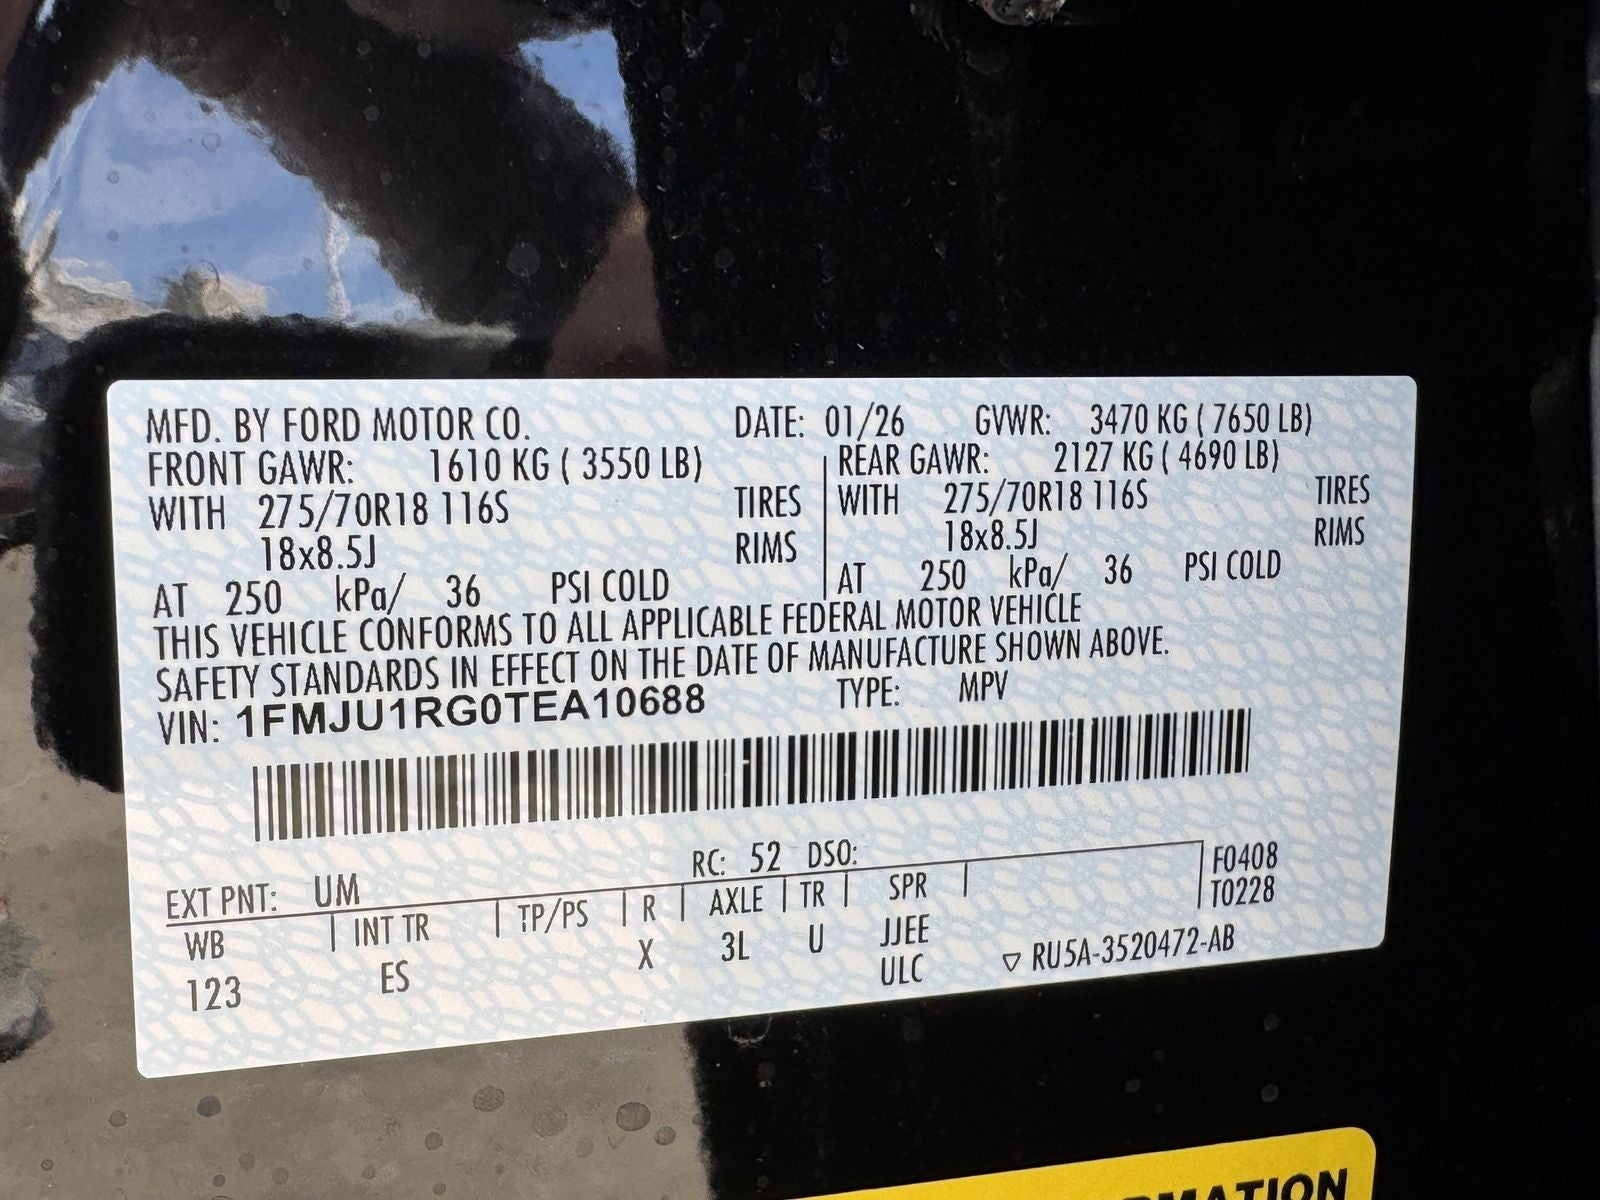 MFD. BY FORD MOTOR CO. DATE: 01/26 GVWR: 3470 KG ( 7650 LB)
FRONT GAWR: 1610 KG ( 3550 LB) REAR GAWR: 2127 KG ( 4690 LB)
WITH 275/70R18 116S TIRES WITH 275/70R18 116S TIRES
18x8.5J RIMS 18x8.5J RIMS
AT 250 kPa/ 36 PSI COLD AT 250 kPa/ 36 PSI COLD
THIS VEHICLE CONFORMS TO ALL APPLICABLE FEDERAL MOTOR VEHICLE
SAFETY STANDARDS IN EFFECT ON THE DATE OF MANUFACTURE SHOWN ABOVE.
VIN: 1FMJU1RG0TEA10688 TYPE: MPV
RC: 52 DSO: F0408
EXT PNT: UM T0228
WB INT TR TP/PS R AXLE TR SPR
123 ES X 3L U JJEE
ULC ▽ RU5A-3520472-AB